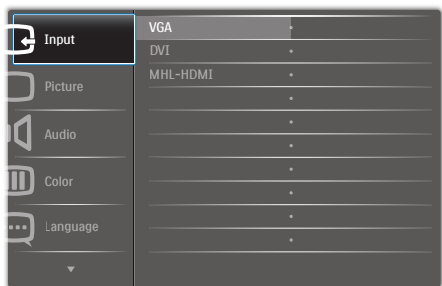 Input
Picture
Audio
Color
Language
VGA
DVI
MHL-HDMI